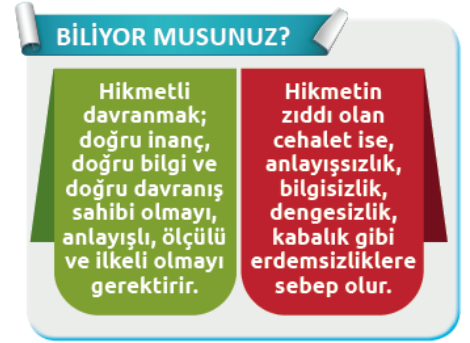 BİLİYOR MUSUNUZ?
Hikmetli
davranmak;
doğru inanç,
doğru bilgi ve
doğru davranış
sahibi olmayı,
anlayışlı, ölçülü
ve ilkeli olmayı
gerektirir.
Hikmetin
zıddı olan
cehalet ise,
anlayışsızlık,
bilgisizlik,
dengesizlik,
kabalık gibi
erdemsizliklere
sebep olur.